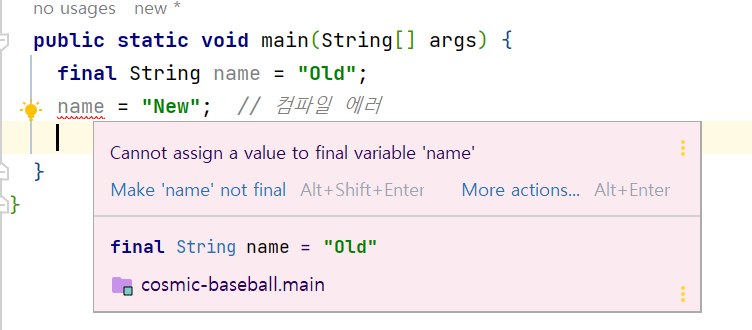 no usages   new *
public static void main(String[] args) {
final String name = "Old";
name = "New";  // 컴파일 에러
Cannot assign a value to final variable 'name'
Make 'name' not final   Alt+Shift+Enter   More actions...   Alt+Enter
final String name = "Old"
cosmic-baseball.main
}
}